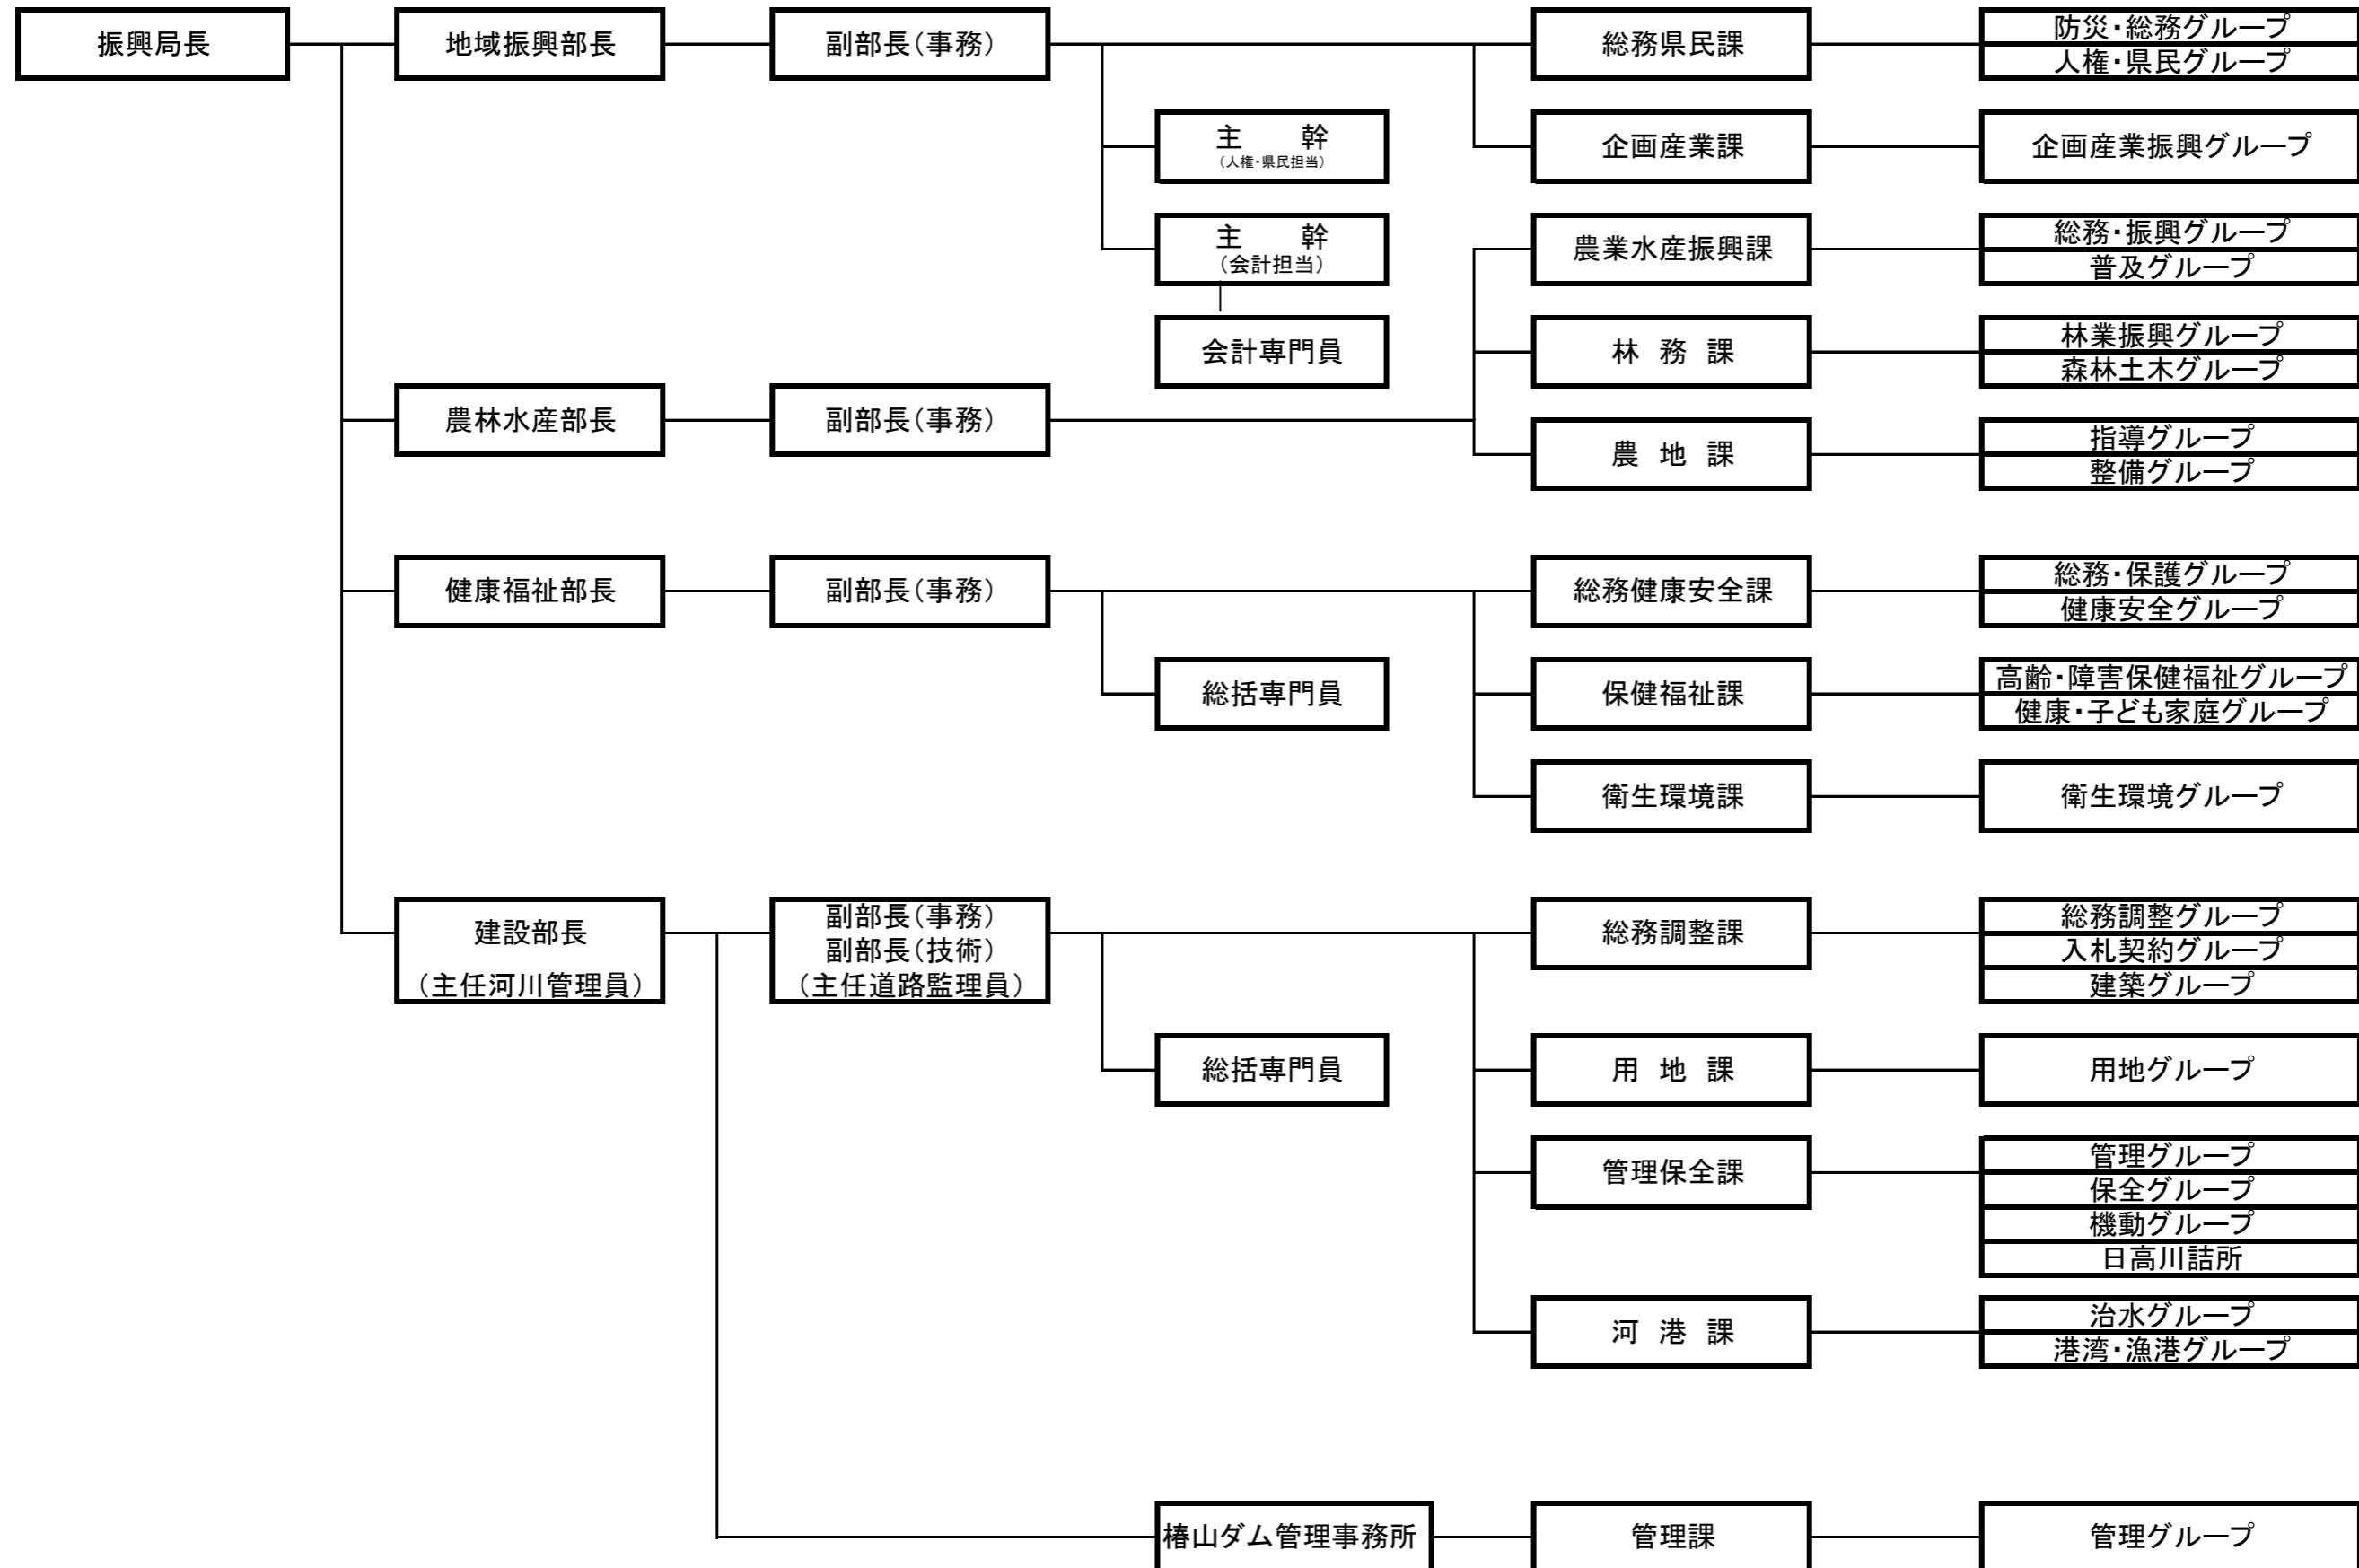 振興局長
地域振興部長
副部長（事務）
総務県民課
防災・総務グループ
人権・県民グループ
主　　幹
（人権・県民担当）
企画産業課
企画産業振興グループ
主　　幹
（会計担当）
農業水産振興課
総務・振興グループ
普及グループ
会計専門員
林　務　課
林業振興グループ
森林土木グループ
農林水産部長
副部長（事務）
農　地　課
指導グループ
整備グループ
健康福祉部長
副部長（事務）
総務健康安全課
総務・保護グループ
健康安全グループ
総括専門員
保健福祉課
高齢・障害保健福祉グループ
健康・子ども家庭グループ
衛生環境課
衛生環境グループ
建設部長
（主任河川管理員）
副部長（事務）
副部長（技術）
（主任道路監理員）
総務調整課
総務調整グループ
入札契約グループ
建築グループ
総括専門員
用　地　課
用地グループ
管理保全課
管理グループ
保全グループ
機動グループ
日高川詰所
河　港　課
治水グループ
港湾・漁港グループ
椿山ダム管理事務所
管理課
管理グループ